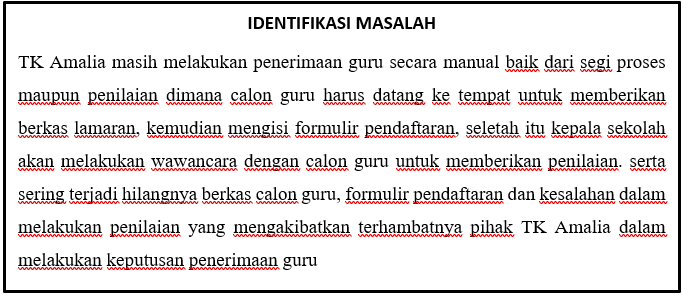 IDENTIFIKASI MASALAH
TK Amalia masih melakukan penerimaan guru secara manual baik dari segi proses
maupun penilaian dimana calon guru harus datang ke tempat untuk memberikan
berkas lamaran, kemudian mengisi formulir pendaftaran, seletah itu kepala sekolah
akan melakukan wawancara dengan calon guru untuk memberikan penilaian. serta
sering terjadi hilangnya berkas calon guru, formulir pendaftaran dan kesalahan dalam
melakukan penilaian yang mengakibatkan terhambatnya pihak TK Amalia dalam
melakukan keputusan penerimaan guru